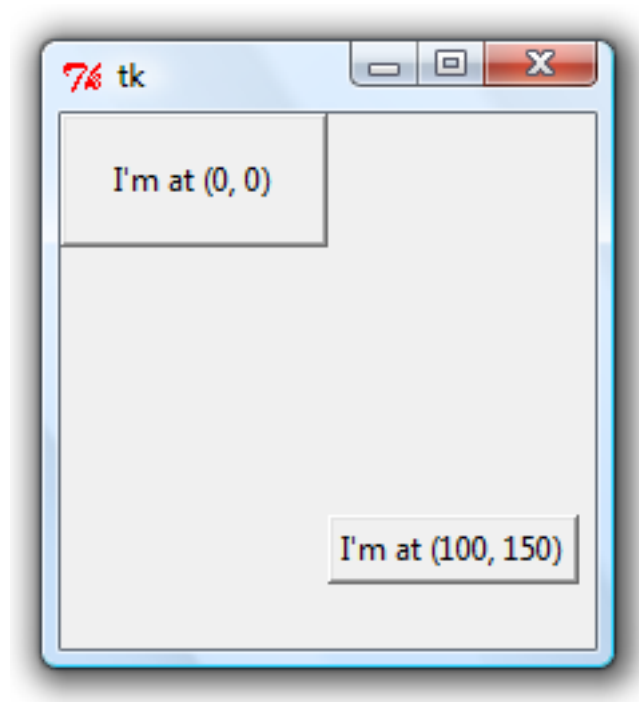 tk
I'm at (0, 0)
I'm at (100, 150)